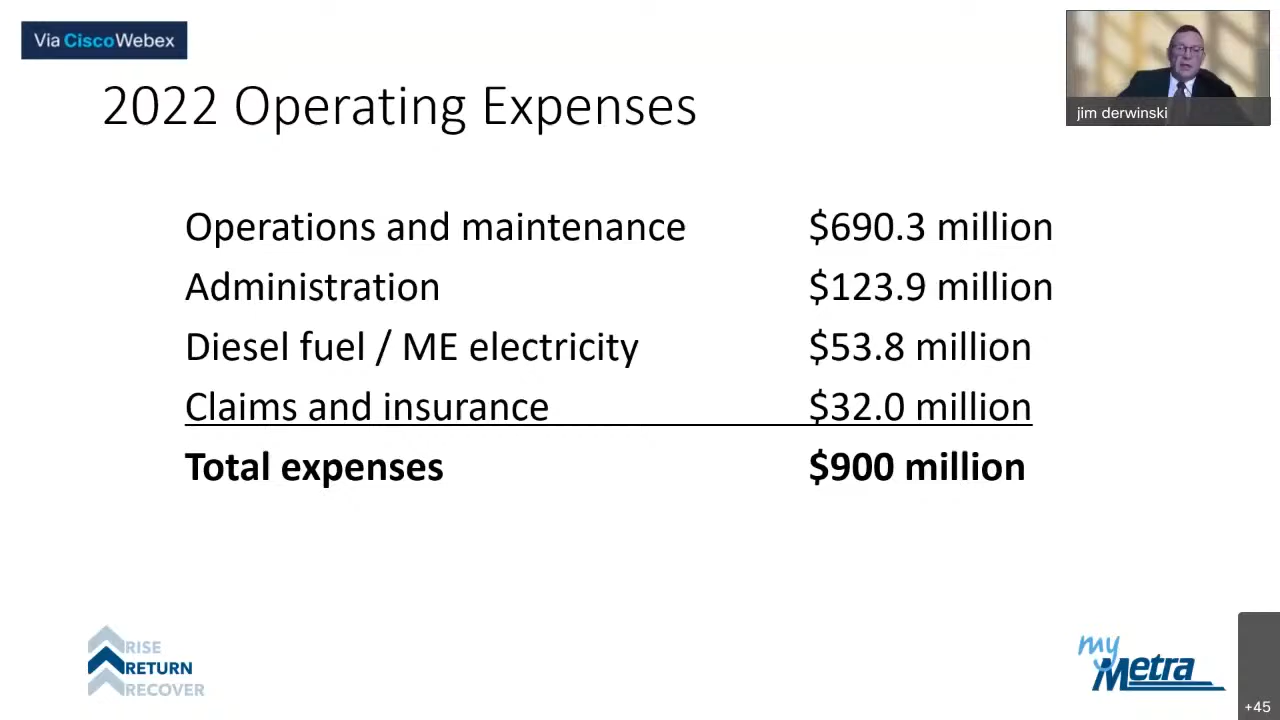 Via CiscoWebex
jim derwinski
2022 Operating Expenses
Operations and maintenance $690.3 million
Administration $123.9 million
Diesel fuel / ME electricity $53.8 million
Claims and insurance $32.0 million
Total expenses $900 million
RISE
RETURN
RECOVER
my
Metra
+45